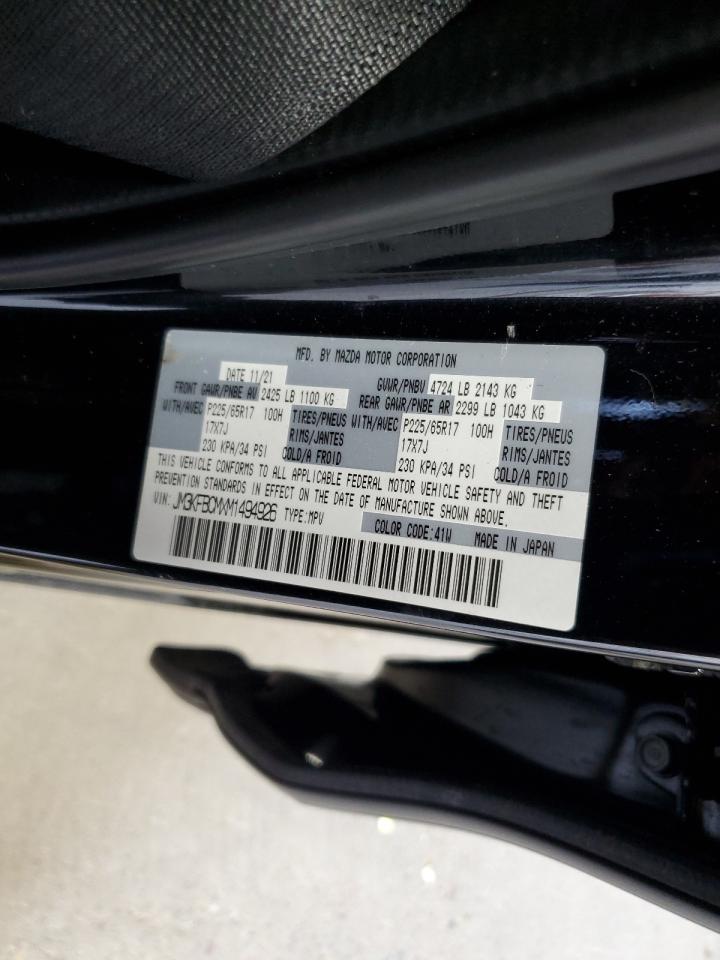 MFD. BY MAZDA MOTOR CORPORATION
DATE 11/21 GVWR/PNBV 4724 LB 2143 KG
FRONT GAWR/PNBE AV 2425 LB 1100 KG REAR GAWR/PNBE AR 2299 LB 1043 KG
WITH/AVEC P225/65R17 100H TIRES/PNEUS WITH/AVEC P225/65R17 100H TIRES/PNEUS
17X7J RIMS/JANTES 17X7J RIMS/JANTES
230 KPA/34 PSI COLD/A FROID 230 KPA/34 PSI COLD/A FROID
THIS VEHICLE CONFORMS TO ALL APPLICABLE FEDERAL MOTOR VEHICLE SAFETY AND THEFT
PREVENTION STANDARDS IN EFFECT ON THE DATE OF MANUFACTURE SHOWN ABOVE.
VIN: JM3KFBCMXM1494926 TYPE:MPV COLOR CODE:41W MADE IN JAPAN